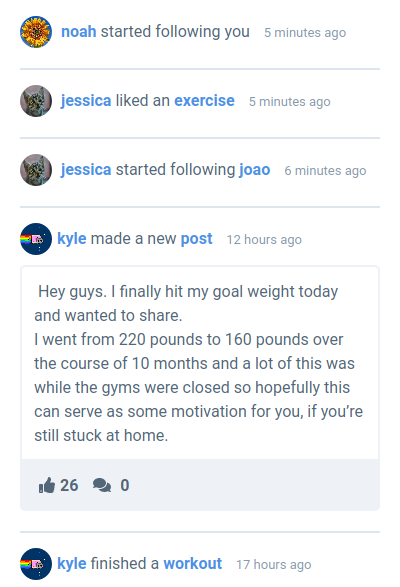 noah started following you 5 minutes ago
jessica liked an exercise 5 minutes ago
jessica started following joao 6 minutes ago
kyle made a new post 12 hours ago
Hey guys. I finally hit my goal weight today
and wanted to share.
I went from 220 pounds to 160 pounds over
the course of 10 months and a lot of this was
while the gyms were closed so hopefully this
can serve as some motivation for you, if you’re
still stuck at home.
26 0
kyle finished a workout 17 hours ago